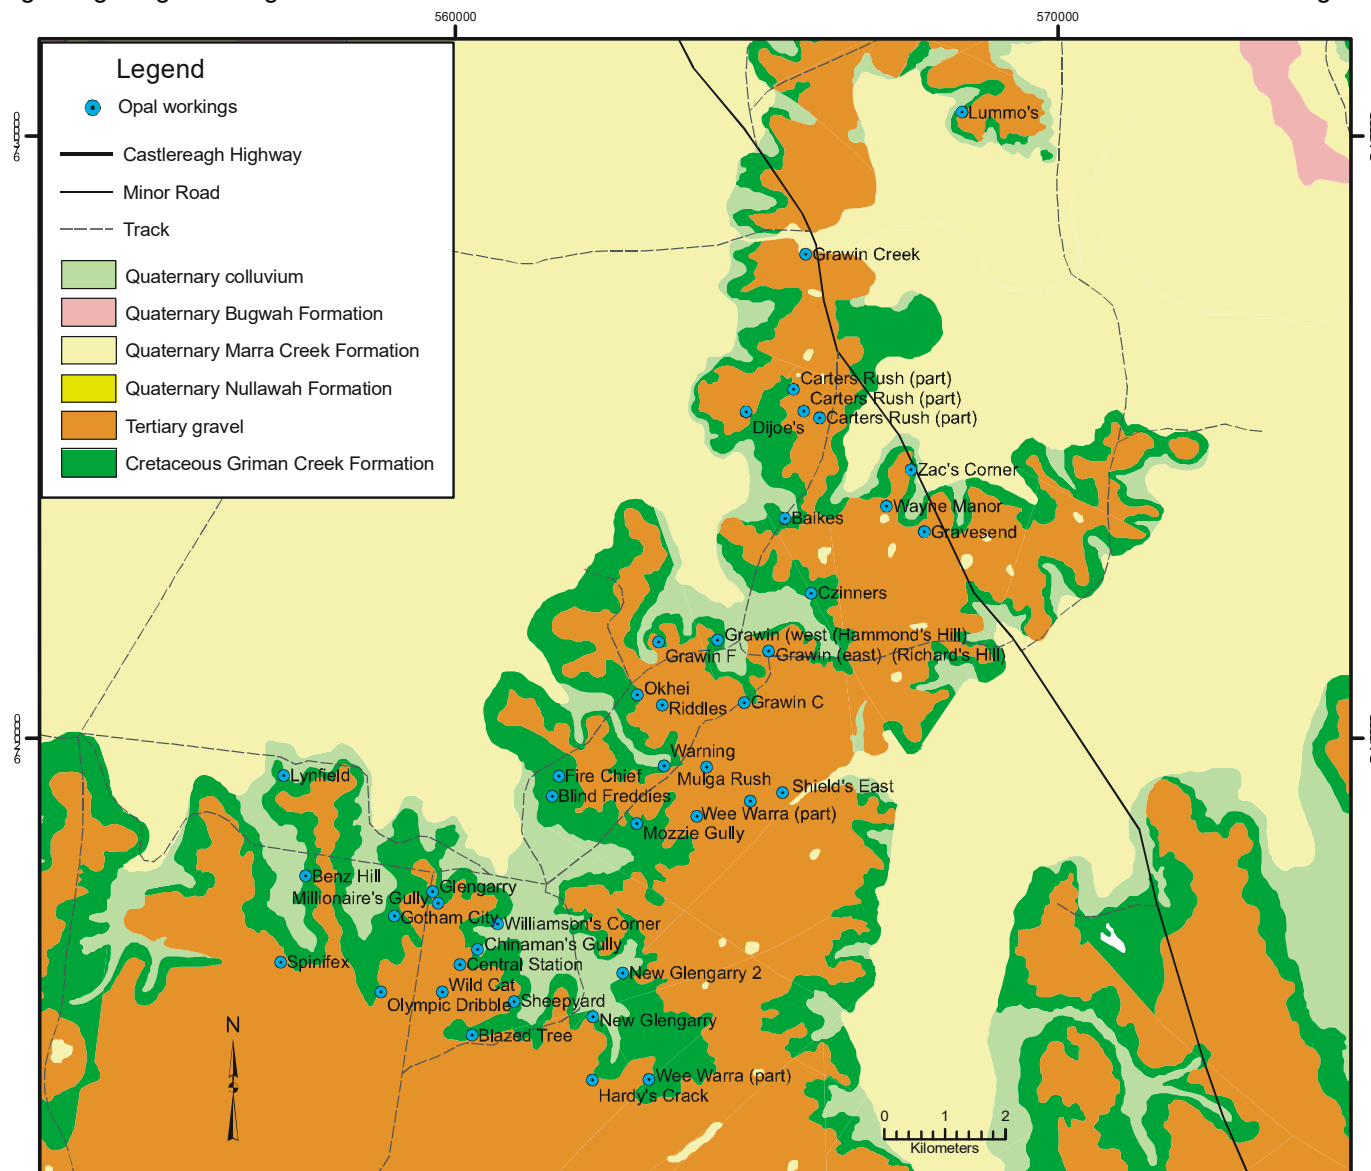 560000
570000
Legend
Opal workings
Castlereagh Highway
Minor Road
Track
Quaternary colluvium
Quaternary Bugwah Formation
Quaternary Marra Creek Formation
Quaternary Nullawah Formation
Tertiary gravel
Cretaceous Griman Creek Formation
Lummo's
Grawin Creek
Carters Rush (part)
Carters Rush (part)
Carters Rush (part)
Dijoe's
Zac's Corner
Wayne Manor
Baikes
Gravesend
Czinners
Grawin (west (Hammond's Hill)
Grawin F
Grawin (east) (Richard's Hill)
Okhei
Riddles
Grawin C
Warning
Lynfield
Fire Chief
Mulga Rush
Shield's East
Blind Freddies
Wee Warra (part)
Mozzie Gully
Benz Hill
Glengarry
Millionaire's Gully
Gotham City
Williamson's Corner
Chinaman's Gully
Spinifex
Central Station
New Glengarry 2
Wild Cat
Olympic Dribble
Sheepyard
New Glengarry
N
Blazed Tree
Wee Warra (part)
Hardy's Crack
0 1 2
Kilometers